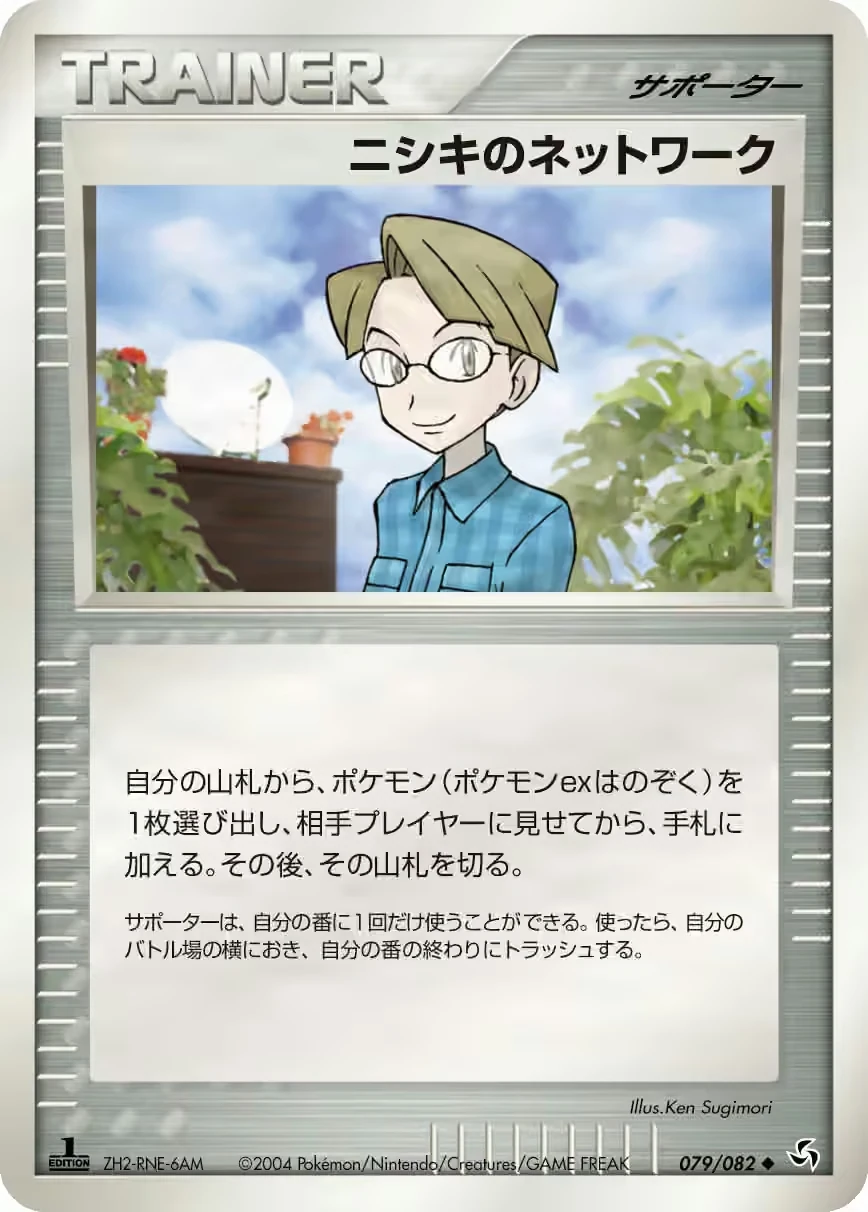 TRAINER
サポーター
ニシキのネットワーク
自分の山札から、ポケモン(ポケモンexはのぞく)を
1枚選び出し、相手プレイヤーに見せてから、手札に
加える。その後、その山札を切る。
サポーターは、自分の番に1回だけ使うことができる。使ったら、自分の
バトル場の横におき、自分の番の終わりにトラッシュする。
Illus.Ken Sugimori
1 EDITION ZH2-RNE-6AM ©2004 Pokémon/Nintendo/Creatures/GAME FREAK 079/082 ◆